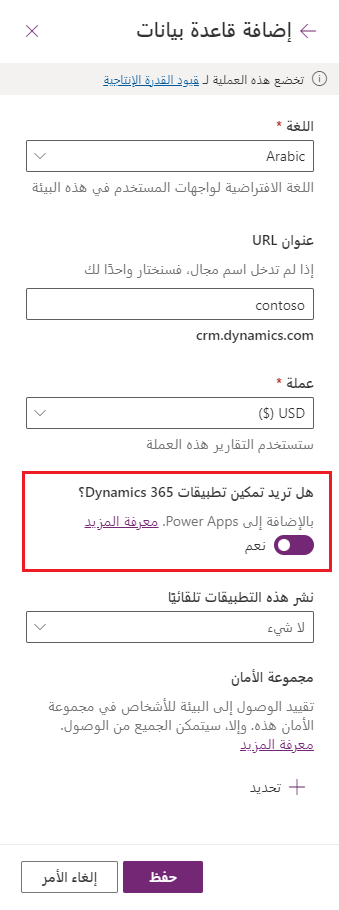 إضافة قاعدة بيانات
تخضع هذه العملية لـ قيود القدرة الإنتاجية
اللغة *
Arabic
اللغة الافتراضية لواجهات المستخدم في هذه البيئة
عنوان URL
إذا لم تدخل اسم مجال، فسنختار واحدًا لك
contoso
crm.dynamics.com
عملة *
USD ($)
ستستخدم التقارير هذه العملة
هل تريد تمكين تطبيقات Dynamics 365؟
بالإضافة إلى Power Apps. معرفة المزيد
نعم
نشر هذه التطبيقات تلقائيًا
لا شيء
مجموعة الأمان
تقييد الوصول إلى البيئة للأشخاص في مجموعة
الأمان هذه. وإلا، سيتمكن الجميع من الوصول.
معرفة المزيد
تحديد
حفظ
إلغاء الأمر